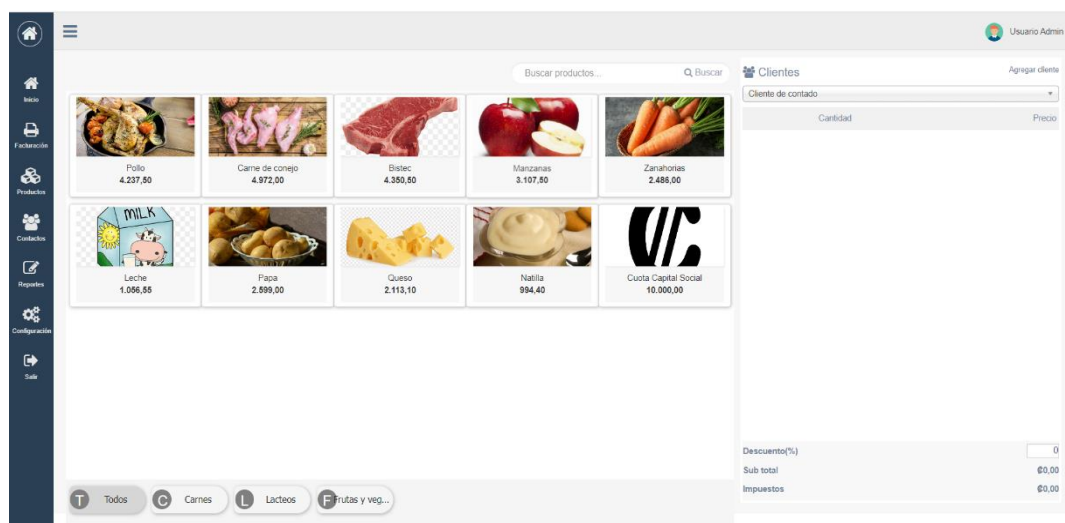 Usuario Admin
Inicio
Facturación
Productos
Contactos
Reportes
Configuración
Salir
Buscar productos...
Buscar
Pollo
4.237,50
Carne de conejo
4.972,00
Bistec
4.350,50
Manzanas
3.107,50
Zanahorias
2.486,00
MILK
Leche
1.056,55
Papa
2.599,00
Queso
2.113,10
Natilla
994,40
Cuota Capital Social
10.000,00
T Todos
C Carnes
L Lacteos
F Frutas y veg...
Clientes
Agregar cliente
Cliente de contado
Cantidad Precio
Descuento(%) 0
Sub total ₡0,00
Impuestos ₡0,00